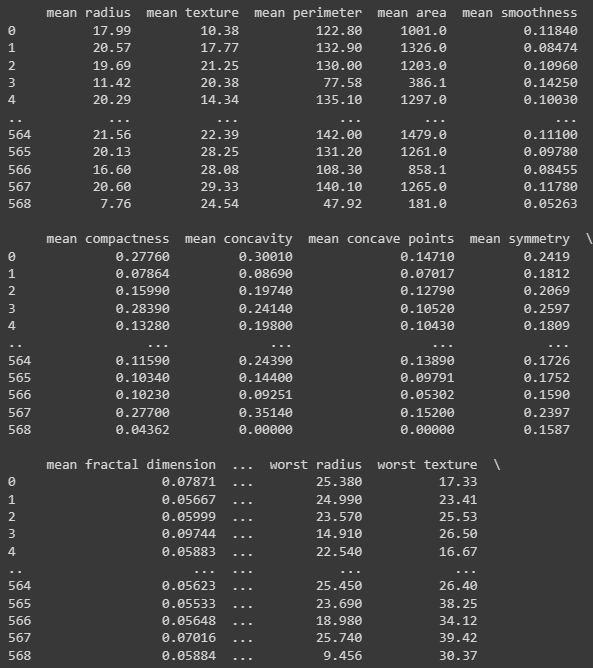 mean radius  mean texture  mean perimeter  mean area  mean smoothness
0          17.99         10.38          122.80     1001.0          0.11840
1          20.57         17.77          132.90     1326.0          0.08474
2          19.69         21.25          130.00     1203.0          0.10960
3          11.42         20.38           77.58      386.1          0.14250
4          20.29         14.34          135.10     1297.0          0.10030
..           ...           ...             ...        ...              ...
564        21.56         22.39          142.00     1479.0          0.11100
565        20.13         28.25          131.20     1261.0          0.09780
566        16.60         28.08          108.30      858.1          0.08455
567        20.60         29.33          140.10     1265.0          0.11780
568         7.76         24.54           47.92      181.0          0.05263
mean compactness  mean concavity  mean concave points  mean symmetry  \
0             0.27760         0.30010              0.14710         0.2419
1             0.07864         0.08690              0.07017         0.1812
2             0.15990         0.19740              0.12790         0.2069
3             0.28390         0.24140              0.10520         0.2597
4             0.13280         0.19800              0.10430         0.1809
..                ...             ...                  ...            ...
564           0.11590         0.24390              0.13890         0.1726
565           0.10340         0.14400              0.09791         0.1752
566           0.10230         0.09251              0.05302         0.1590
567           0.27700         0.35140              0.15200         0.2397
568           0.04362         0.00000              0.00000         0.1587
mean fractal dimension  ...  worst radius  worst texture  \
0                   0.07871  ...        25.380          17.33
1                   0.05667  ...        24.990          23.41
2                   0.05999  ...        23.570          25.53
3                   0.09744  ...        14.910          26.50
4                   0.05883  ...        22.540          16.67
..                      ...  ...           ...            ...
564                 0.05623  ...        25.450          26.40
565                 0.05533  ...        23.690          38.25
566                 0.05648  ...        18.980          34.12
567                 0.07016  ...        25.740          39.42
568                 0.05884  ...         9.456          30.37